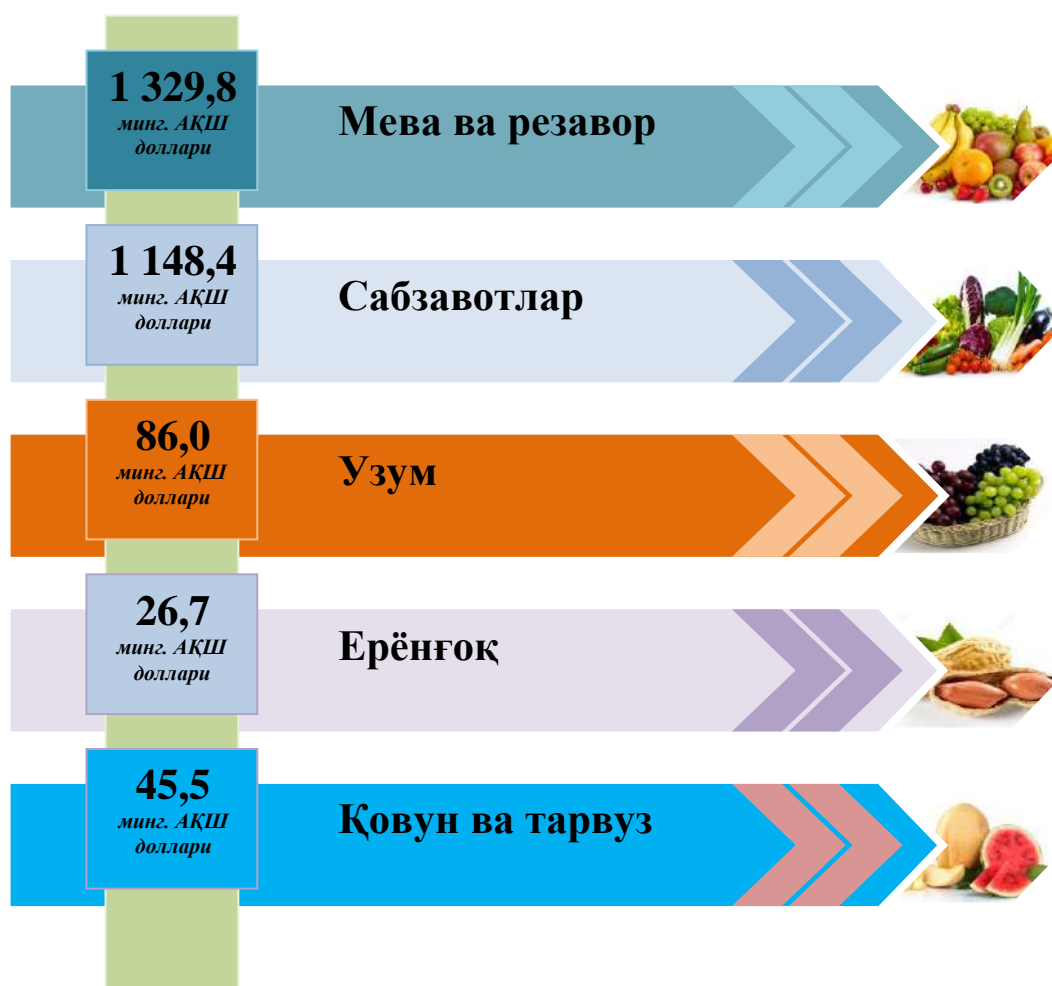 1 329,8
минг. АҚШ
доллари
Мева ва резавор
1 148,4
минг. АҚШ
доллари
Сабзавотлар
86,0
минг. АҚШ
доллари
Узум
26,7
минг. АҚШ
доллари
Ерёнғоқ
45,5
минг. АҚШ
доллари
Қовун ва тарвуз